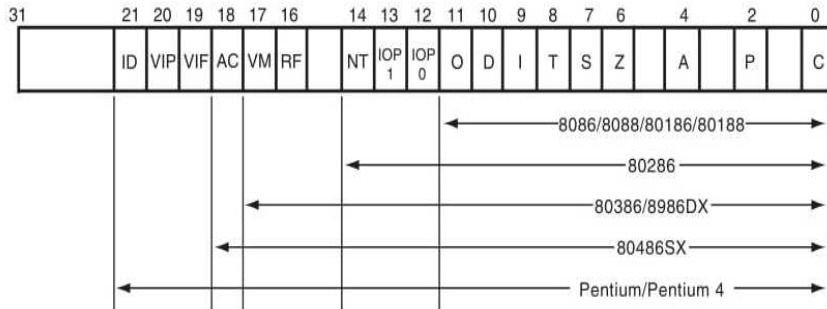 31 21 20 19 18 17 16 14 13 12 11 10 9 8 7 6 4 2 0
ID VIP VIF AC VM RF NT IOP 1 IOP 0 O D I T S Z A P C
8086/8088/80186/80188
80286
80386/8986DX
80486SX
Pentium/Pentium 4